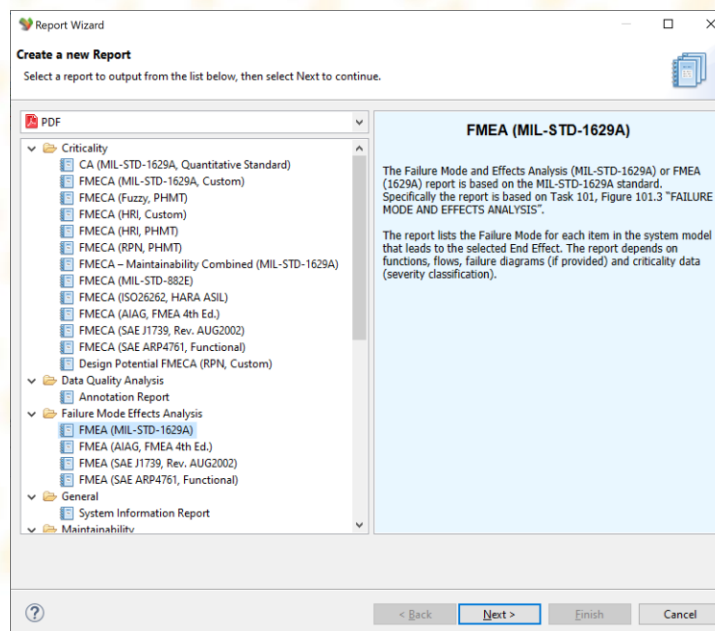 Report Wizard
Create a new Report
Select a report to output from the list below, then select Next to continue.
PDF
Criticality
CA (MIL-STD-1629A, Quantitative Standard)
FMECA (MIL-STD-1629A, Custom)
FMECA (Fuzzy, PHMT)
FMECA (HRI, Custom)
FMECA (HRI, PHMT)
FMECA (RPN, PHMT)
FMECA – Maintainability Combined (MIL-STD-1629A)
FMECA (MIL-STD-882E)
FMECA (ISO26262, HARA ASIL)
FMECA (AIAG, FMEA 4th Ed.)
FMECA (SAE J1739, Rev. AUG2002)
FMECA (SAE ARP4761, Functional)
Design Potential FMECA (RPN, Custom)
Data Quality Analysis
Annotation Report
Failure Mode Effects Analysis
FMEA (MIL-STD-1629A)
FMEA (AIAG, FMEA 4th Ed.)
FMEA (SAE J1739, Rev. AUG2002)
FMEA (SAE ARP4761, Functional)
General
System Information Report
Maintainability
FMEA (MIL-STD-1629A)
The Failure Mode and Effects Analysis (MIL-STD-1629A) or FMEA
(1629A) report is based on the MIL-STD-1629A standard.
Specifically the report is based on Task 101, Figure 101.3 "FAILURE
MODE AND EFFECTS ANALYSIS".
The report lists the Failure Mode for each item in the system model
that leads to the selected End Effect. The report depends on
functions, flows, failure diagrams (if provided) and criticality data
(severity classification).
?
< Back
Next >
Finish
Cancel